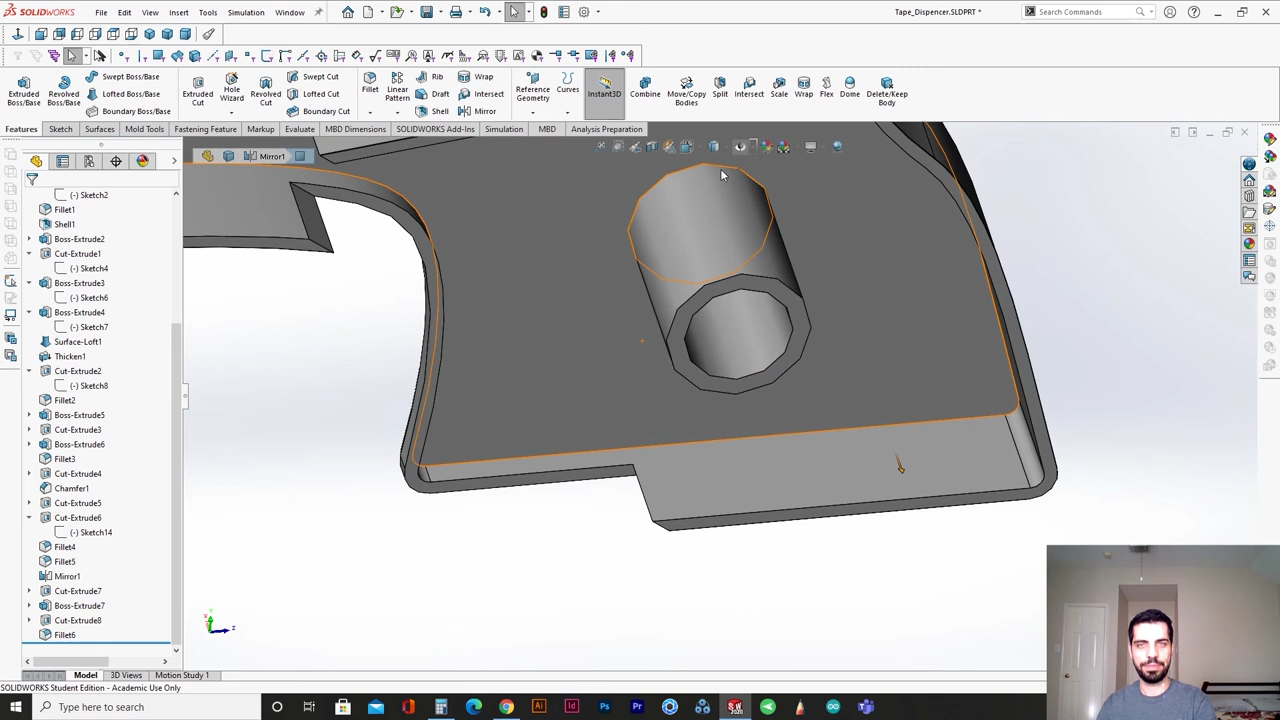 SOLIDWORKS
File Edit View Insert Tools Simulation Window
Tape_Dispenser.SLDPRT *
Search Commands
Extruded Boss/Base
Revolved Boss/Base
Swept Boss/Base
Lofted Boss/Base
Boundary Boss/Base
Extruded Cut
Hole Wizard
Revolved Cut
Swept Cut
Lofted Cut
Boundary Cut
Fillet
Linear Pattern
Rib
Draft
Shell
Wrap
Intersect
Mirror
Reference Geometry
Curves
Instant3D
Combine
Move/Copy Bodies
Split
Intersect
Scale
Wrap
Flex
Dome
Delete/Keep Body
Features Sketch Surfaces Mold Tools Fastening Feature Markup Evaluate MBD Dimensions SOLIDWORKS Add-Ins Simulation MBD Analysis Preparation
Mirror1
(-) Sketch2
Fillet1
Shell1
Boss-Extrude2
Cut-Extrude1
(-) Sketch4
Boss-Extrude3
(-) Sketch6
Boss-Extrude4
(-) Sketch7
Surface-Loft1
Thicken1
Cut-Extrude2
(-) Sketch8
Fillet2
Boss-Extrude5
Cut-Extrude3
Boss-Extrude6
Fillet3
Cut-Extrude4
Chamfer1
Cut-Extrude5
Cut-Extrude6
(-) Sketch14
Fillet4
Fillet5
Mirror1
Cut-Extrude7
Boss-Extrude7
Cut-Extrude8
Fillet6
Model 3D Views Motion Study 1
SOLIDWORKS Student Edition - Academic Use Only
Type here to search